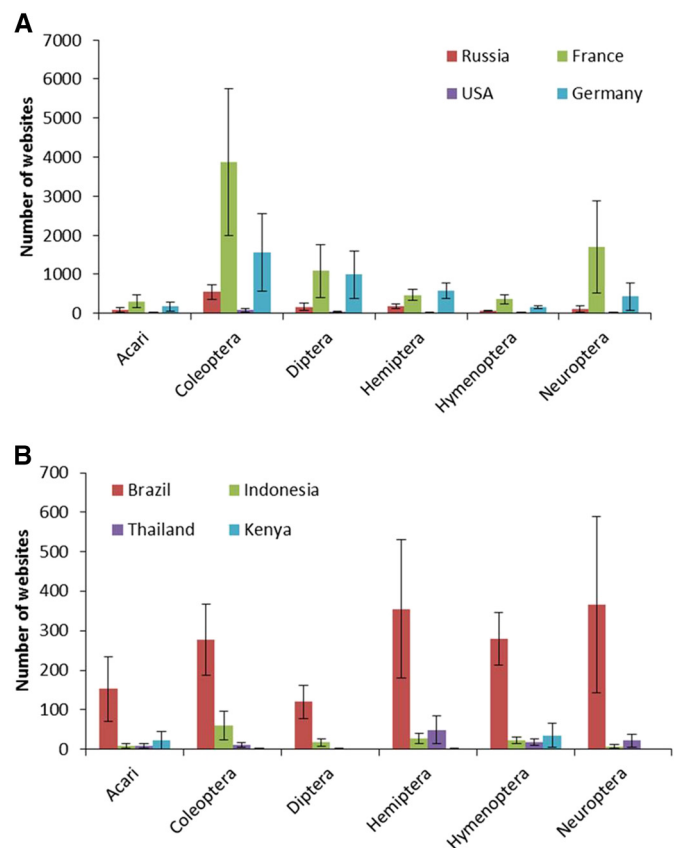 A
Number of websites
7000
6000
5000
4000
3000
2000
1000
0
Russia
France
USA
Germany
Acari
Coleoptera
Diptera
Hemiptera
Hymenoptera
Neuroptera
B
Number of websites
700
600
500
400
300
200
100
0
Brazil
Indonesia
Thailand
Kenya
Acari
Coleoptera
Diptera
Hemiptera
Hymenoptera
Neuroptera